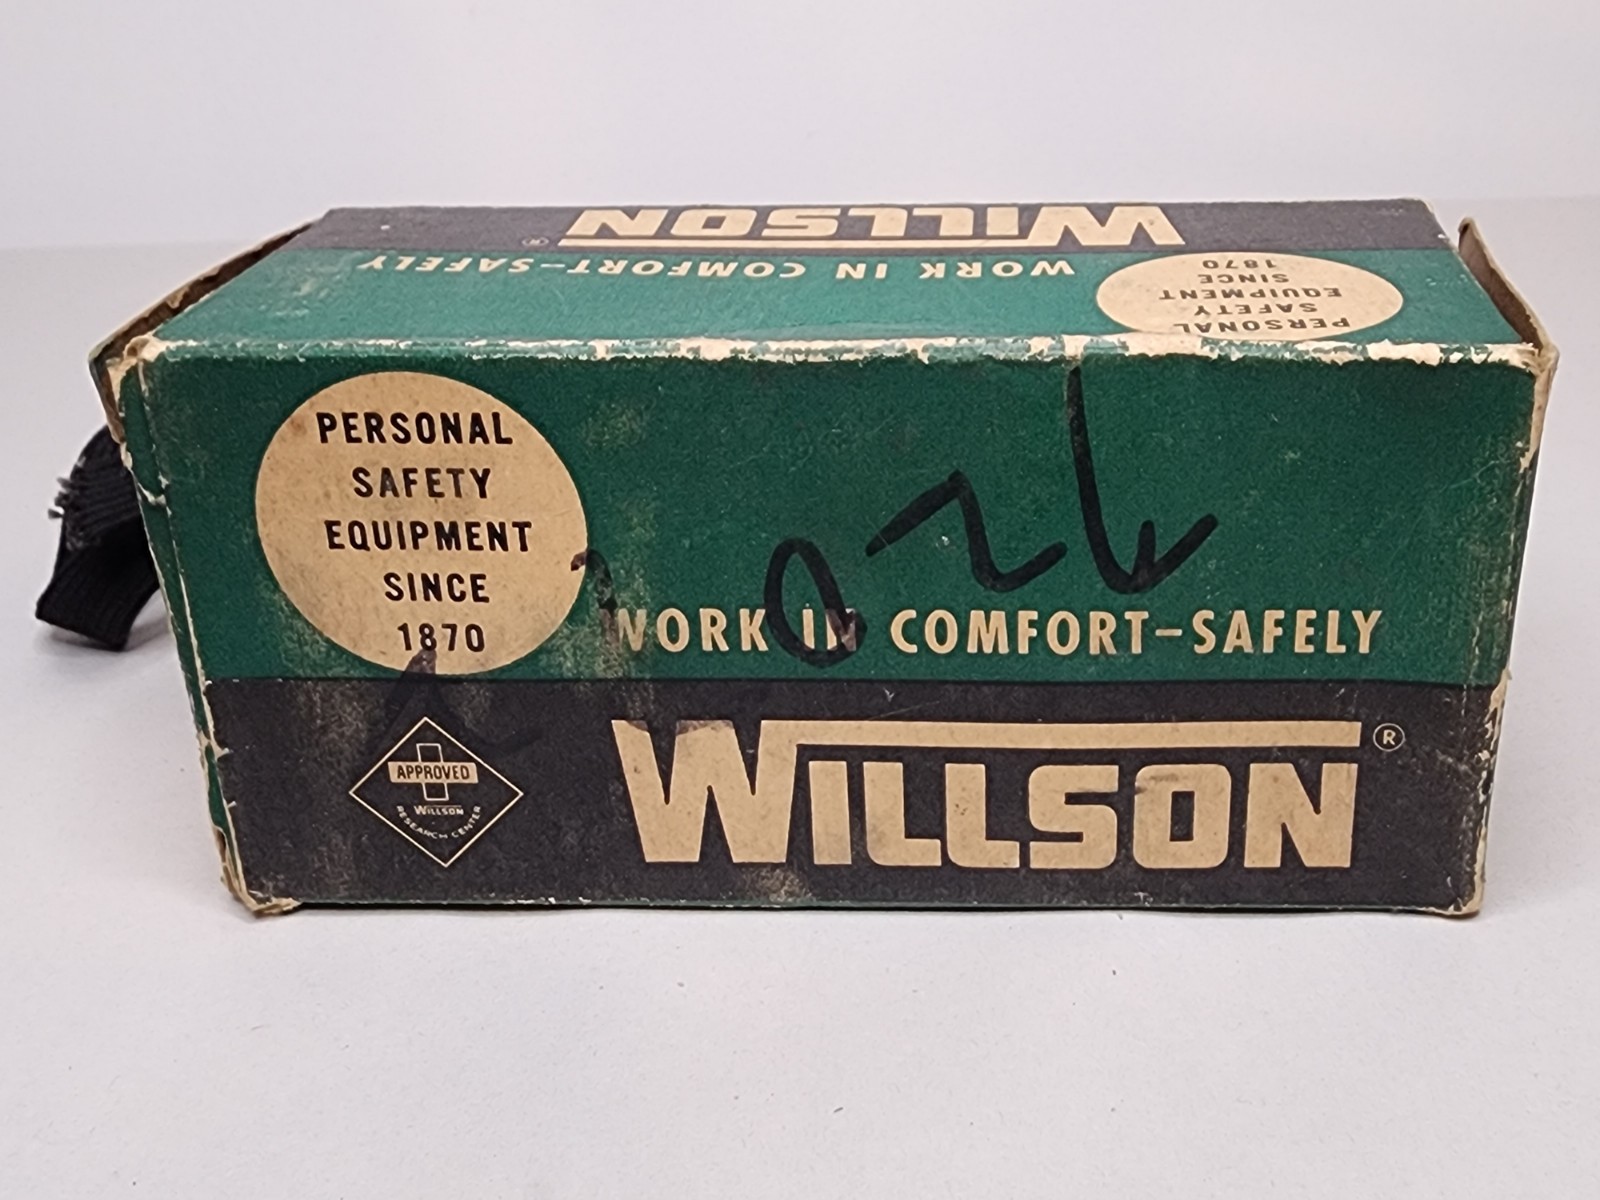 WILLSON ®
WORK IN COMFORT-SAFELY
PERSONAL
SAFETY
EQUIPMENT
SINCE
1870
PERSONAL
SAFETY
EQUIPMENT
SINCE
1870
WORK IN COMFORT-SAFELY
WILLSON ®
APPROVED
WILLSON
RESEARCH CENTER